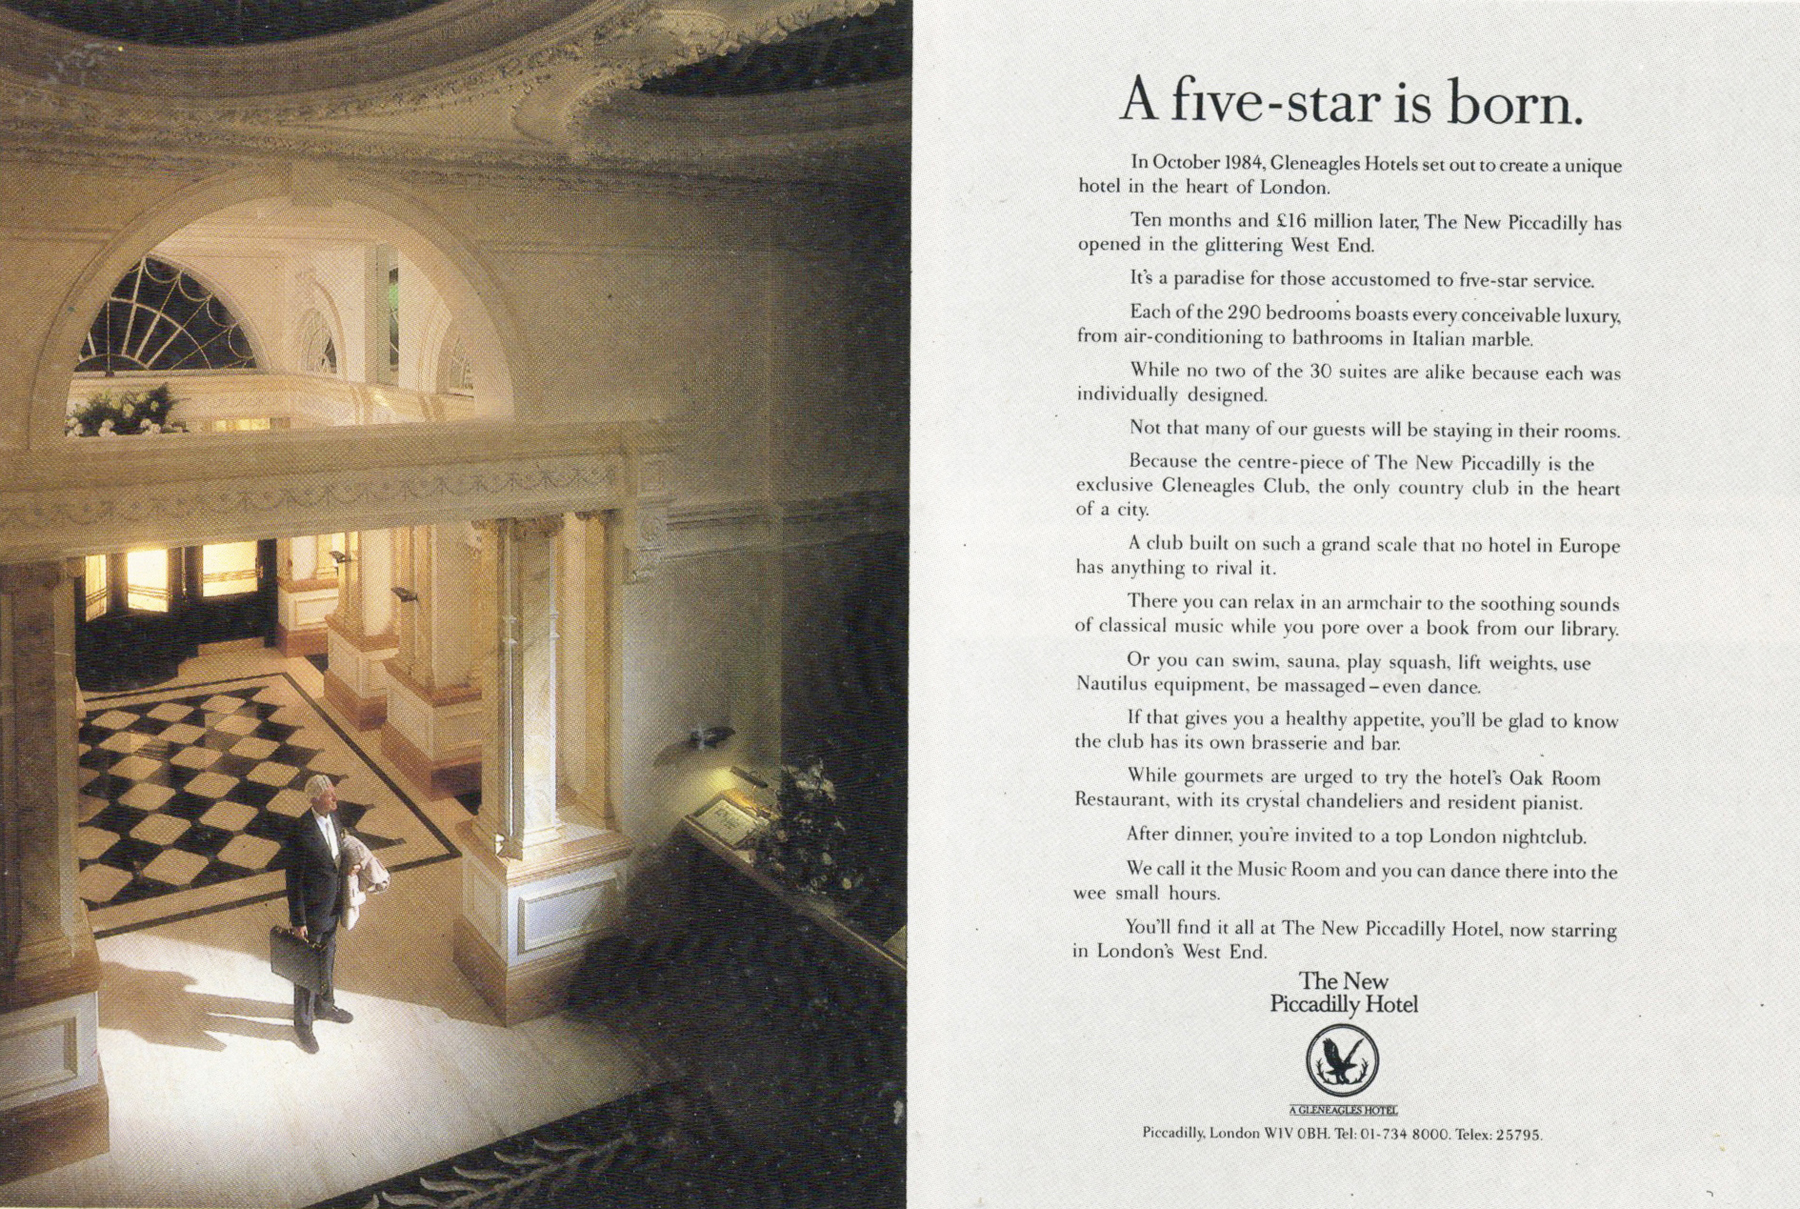 A five-star is born.
In October 1984, Gleneagles Hotels set out to create a unique
hotel in the heart of London.
Ten months and £16 million later, The New Piccadilly has
opened in the glittering West End.
It's a paradise for those accustomed to five-star service.
Each of the 290 bedrooms boasts every conceivable luxury,
from air-conditioning to bathrooms in Italian marble.
While no two of the 30 suites are alike because each was
individually designed.
Not that many of our guests will be staying in their rooms.
Because the centre-piece of The New Piccadilly is the
exclusive Gleneagles Club, the only country club in the heart
of a city.
A club built on such a grand scale that no hotel in Europe
has anything to rival it.
There you can relax in an armchair to the soothing sounds
of classical music while you pore over a book from our library.
Or you can swim, sauna, play squash, lift weights, use
Nautilus equipment, be massaged – even dance.
If that gives you a healthy appetite, you'll be glad to know
the club has its own brasserie and bar.
While gourmets are urged to try the hotel's Oak Room
Restaurant, with its crystal chandeliers and resident pianist.
After dinner, you're invited to a top London nightclub.
We call it the Music Room and you can dance there into the
wee small hours.
You'll find it all at The New Piccadilly Hotel, now starring
in London's West End.
The New
Piccadilly Hotel
A GLENEAGLES HOTEL
Piccadilly, London W1V 0BH. Tel: 01-734 8000. Telex: 25795.